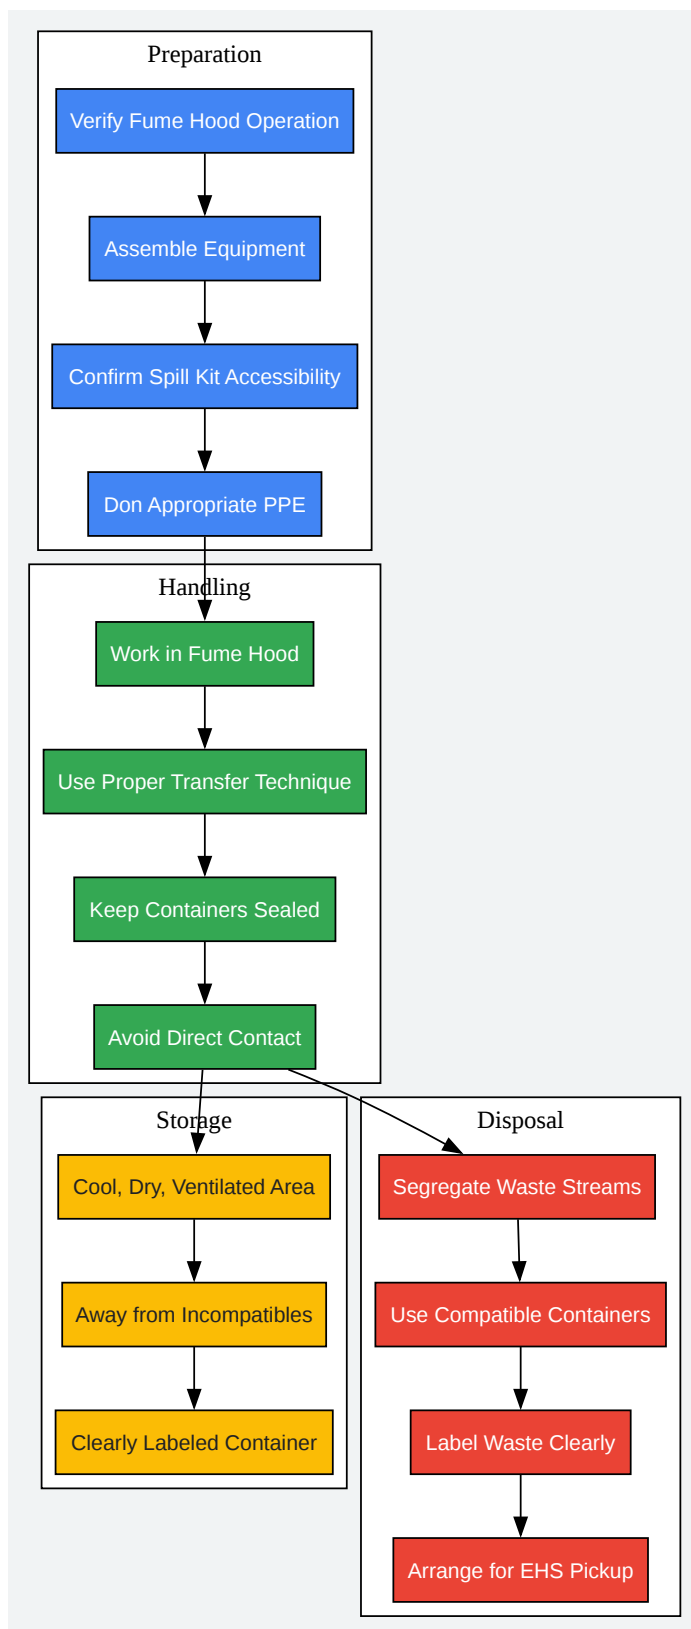 Preparation
Verify Fume Hood Operation
Assemble Equipment
Confirm Spill Kit Accessibility
Don Appropriate PPE
Handling
Work in Fume Hood
Use Proper Transfer Technique
Keep Containers Sealed
Avoid Direct Contact
Storage
Cool, Dry, Ventilated Area
Away from Incompatibles
Clearly Labeled Container
Disposal
Segregate Waste Streams
Use Compatible Containers
Label Waste Clearly
Arrange for EHS Pickup